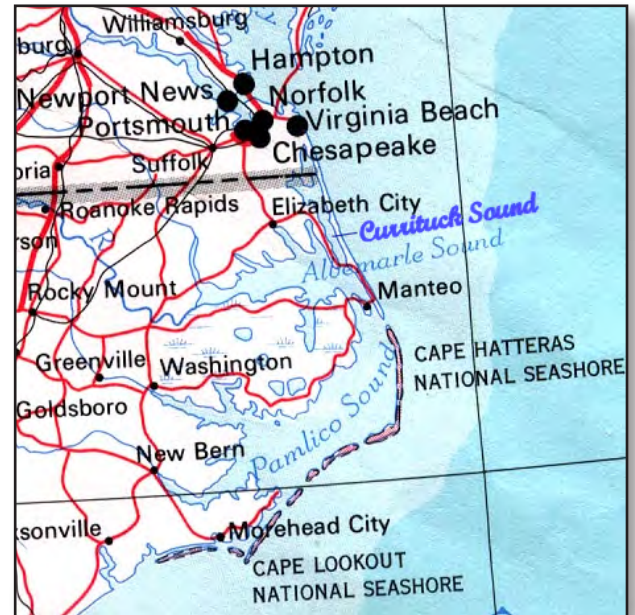 Williamsburg
burg
Hampton
Newport News
Norfolk
Portsmouth
Virginia Beach
Chesapeake
Suffolk
oria
Roanoke Rapids
Elizabeth City
Currituck Sound
erson
Albemarle Sound
Rocky Mount
Manteo
CAPE HATTERAS
NATIONAL SEASHORE
Greenville
Washington
Pamlico Sound
Goldsboro
New Bern
ksonville
Morehead City
CAPE LOOKOUT
NATIONAL SEASHORE